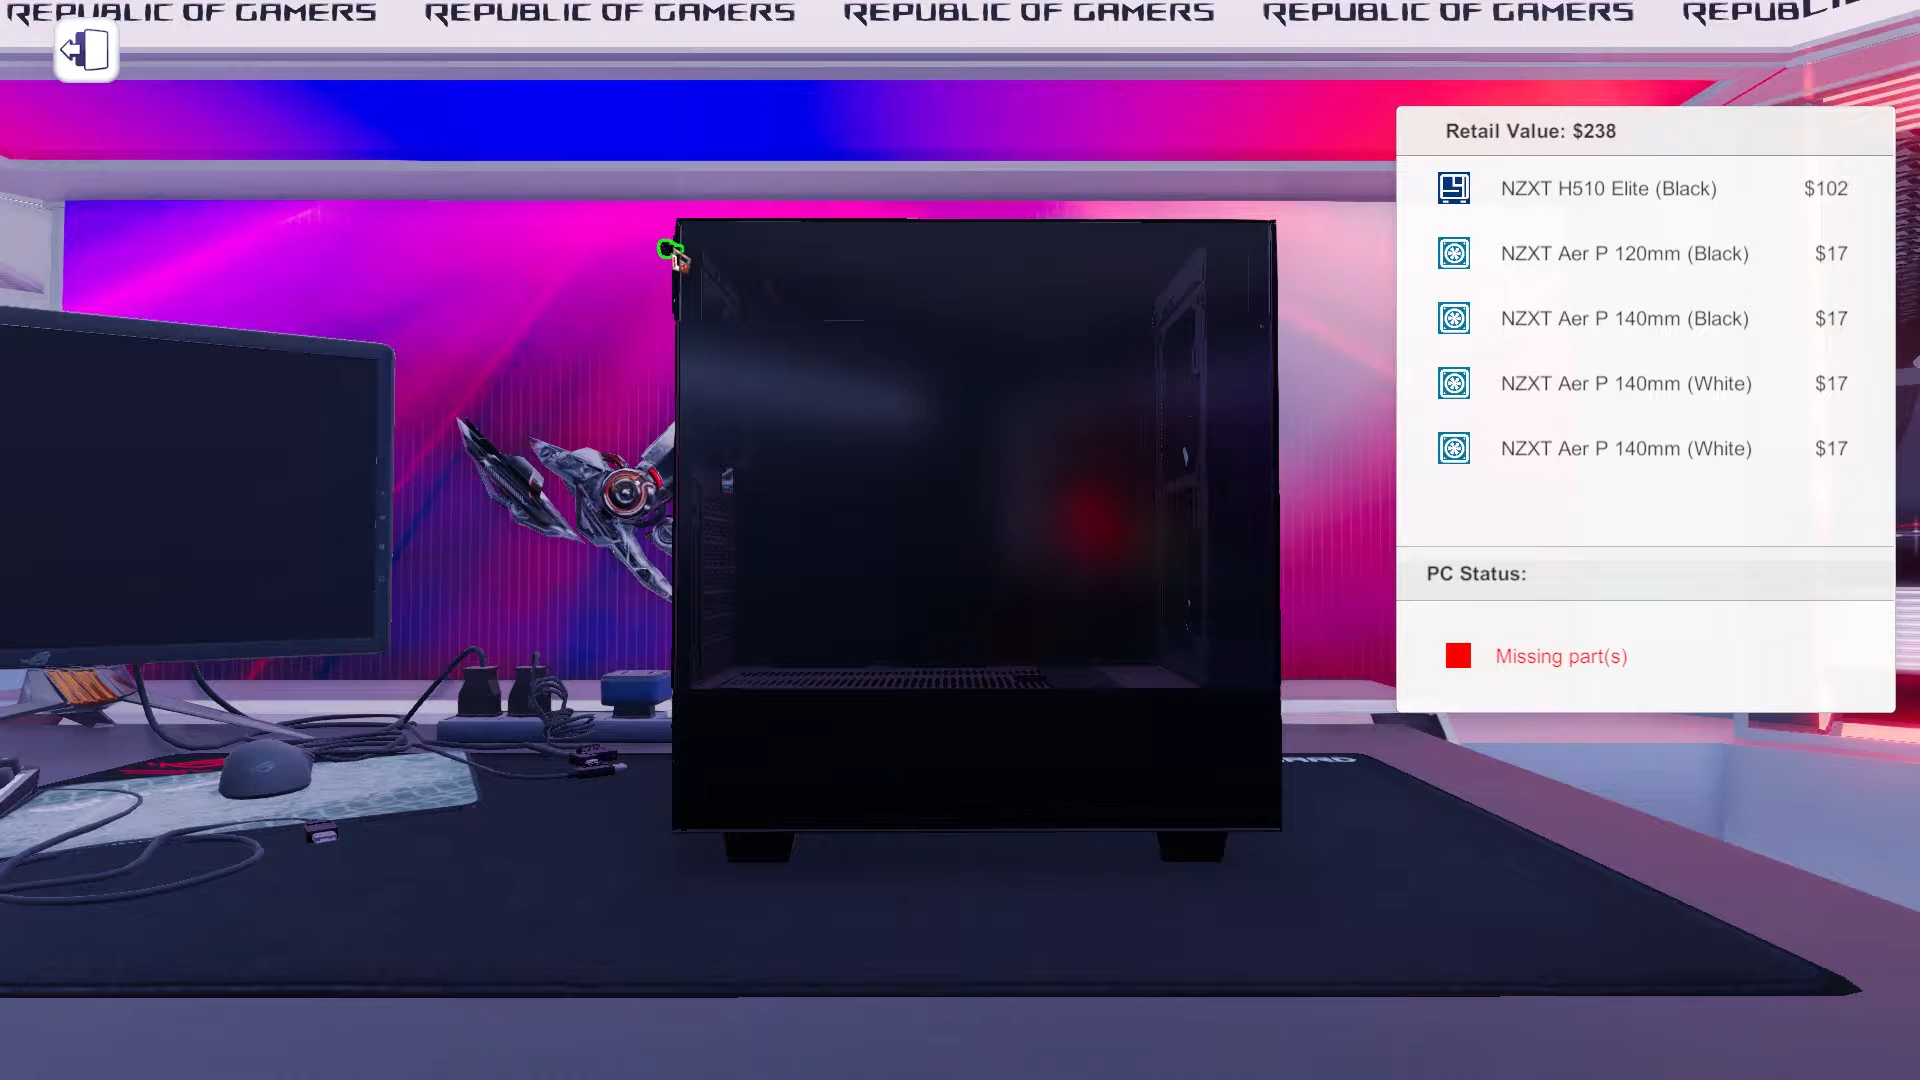 REPUBLIC OF GAMERS REPUBLIC OF GAMERS REPUBLIC OF GAMERS REPUBLIC OF GAMERS
Retail Value: $238
NZXT H510 Elite (Black) $102
NZXT Aer P 120mm (Black) $17
NZXT Aer P 140mm (Black) $17
NZXT Aer P 140mm (White) $17
NZXT Aer P 140mm (White) $17
PC Status:
Missing part(s)